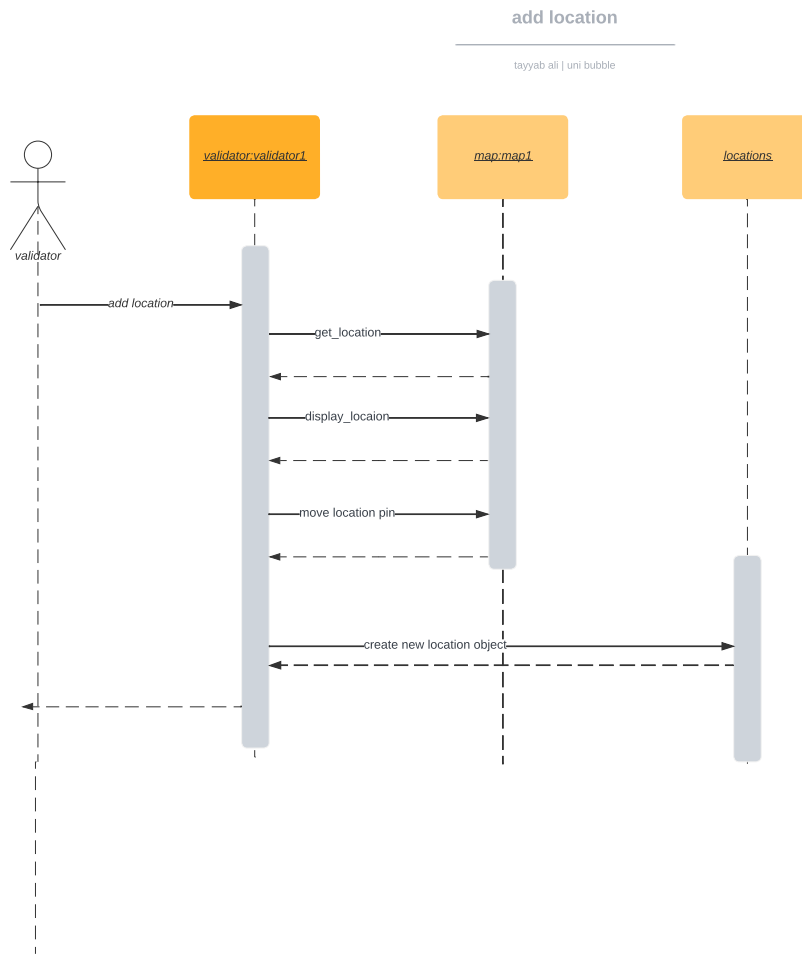 add location
tayyab ali | uni bubble
validator:validator1
map:map1
locations
validator
add location
get_location
display_locaion
move location pin
create new location object